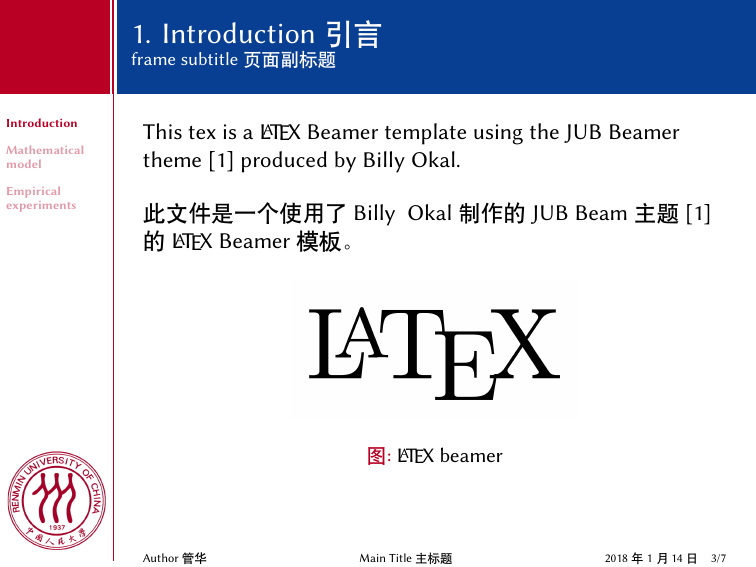 1. Introduction 引言
frame subtitle 页面副标题
Introduction
Mathematical
model
Empirical
experiments
This tex is a LATEX Beamer template using the JUB Beamer
theme [1] produced by Billy Okal.
此文件是一个使用了 Billy Okal 制作的 JUB Beam 主题 [1]
的 LATEX Beamer 模板。
LATEX
图: LATEX beamer
RENMIN UNIVERSITY OF CHINA
1937
中国人民大学
Author 管华 Main Title 主标题 2018 年 1 月 14 日 3/7